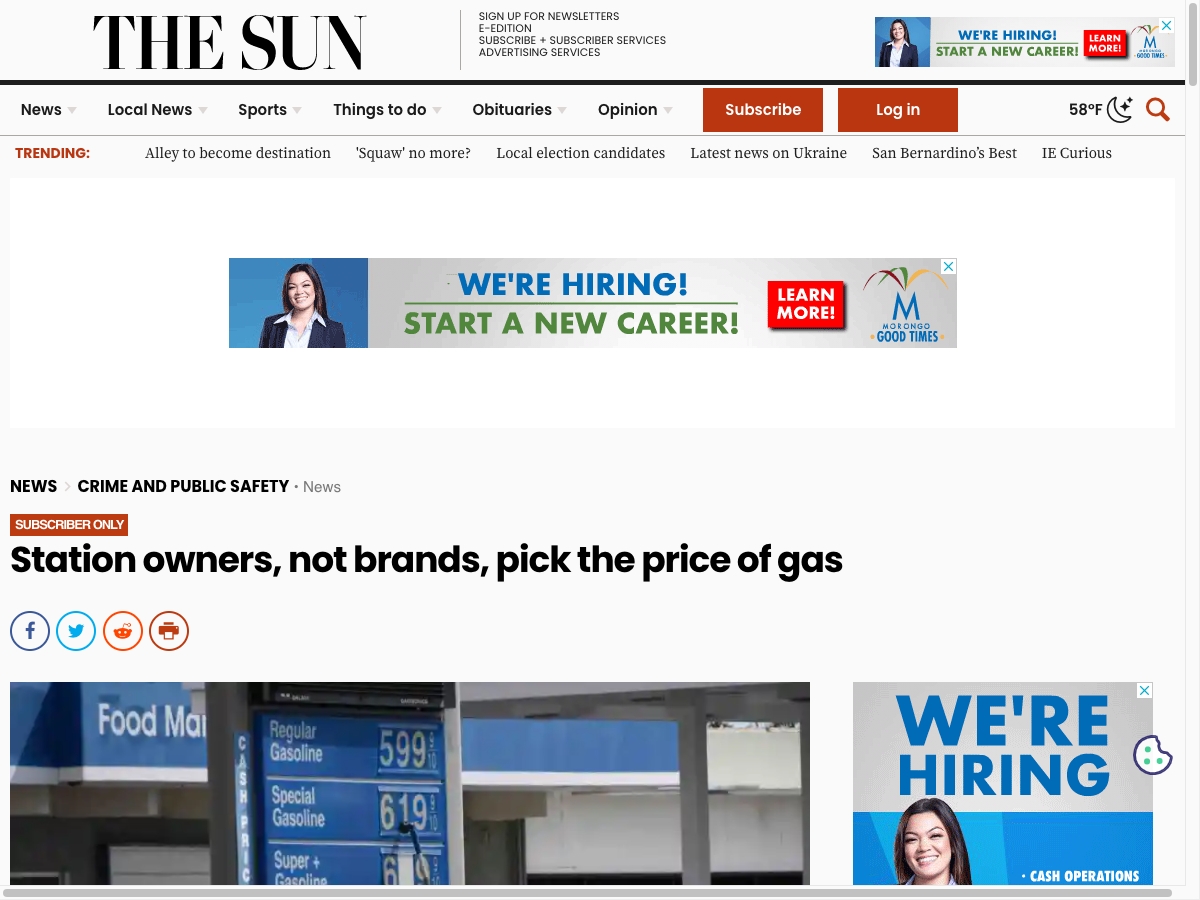 THE SUN
SIGN UP FOR NEWSLETTERS
E-EDITION
SUBSCRIBE + SUBSCRIBER SERVICES
ADVERTISING SERVICES
WE'RE HIRING!
START A NEW CAREER!
LEARN
MORE!
M
MORONGO
GOOD TIMES
News
Local News
Sports
Things to do
Obituaries
Opinion
Subscribe
Log in
58°F
TRENDING:
Alley to become destination
'Squaw' no more?
Local election candidates
Latest news on Ukraine
San Bernardino’s Best
IE Curious
WE'RE HIRING!
START A NEW CAREER!
LEARN
MORE!
M
MORONGO
GOOD TIMES
NEWS
CRIME AND PUBLIC SAFETY • News
SUBSCRIBER ONLY
Station owners, not brands, pick the price of gas
Food Mar
CASH PRIC
Regular
Gasoline
599
Special
Gasoline
619
Super +
Gasoline
WE'RE
HIRING
· CASH OPERATIONS